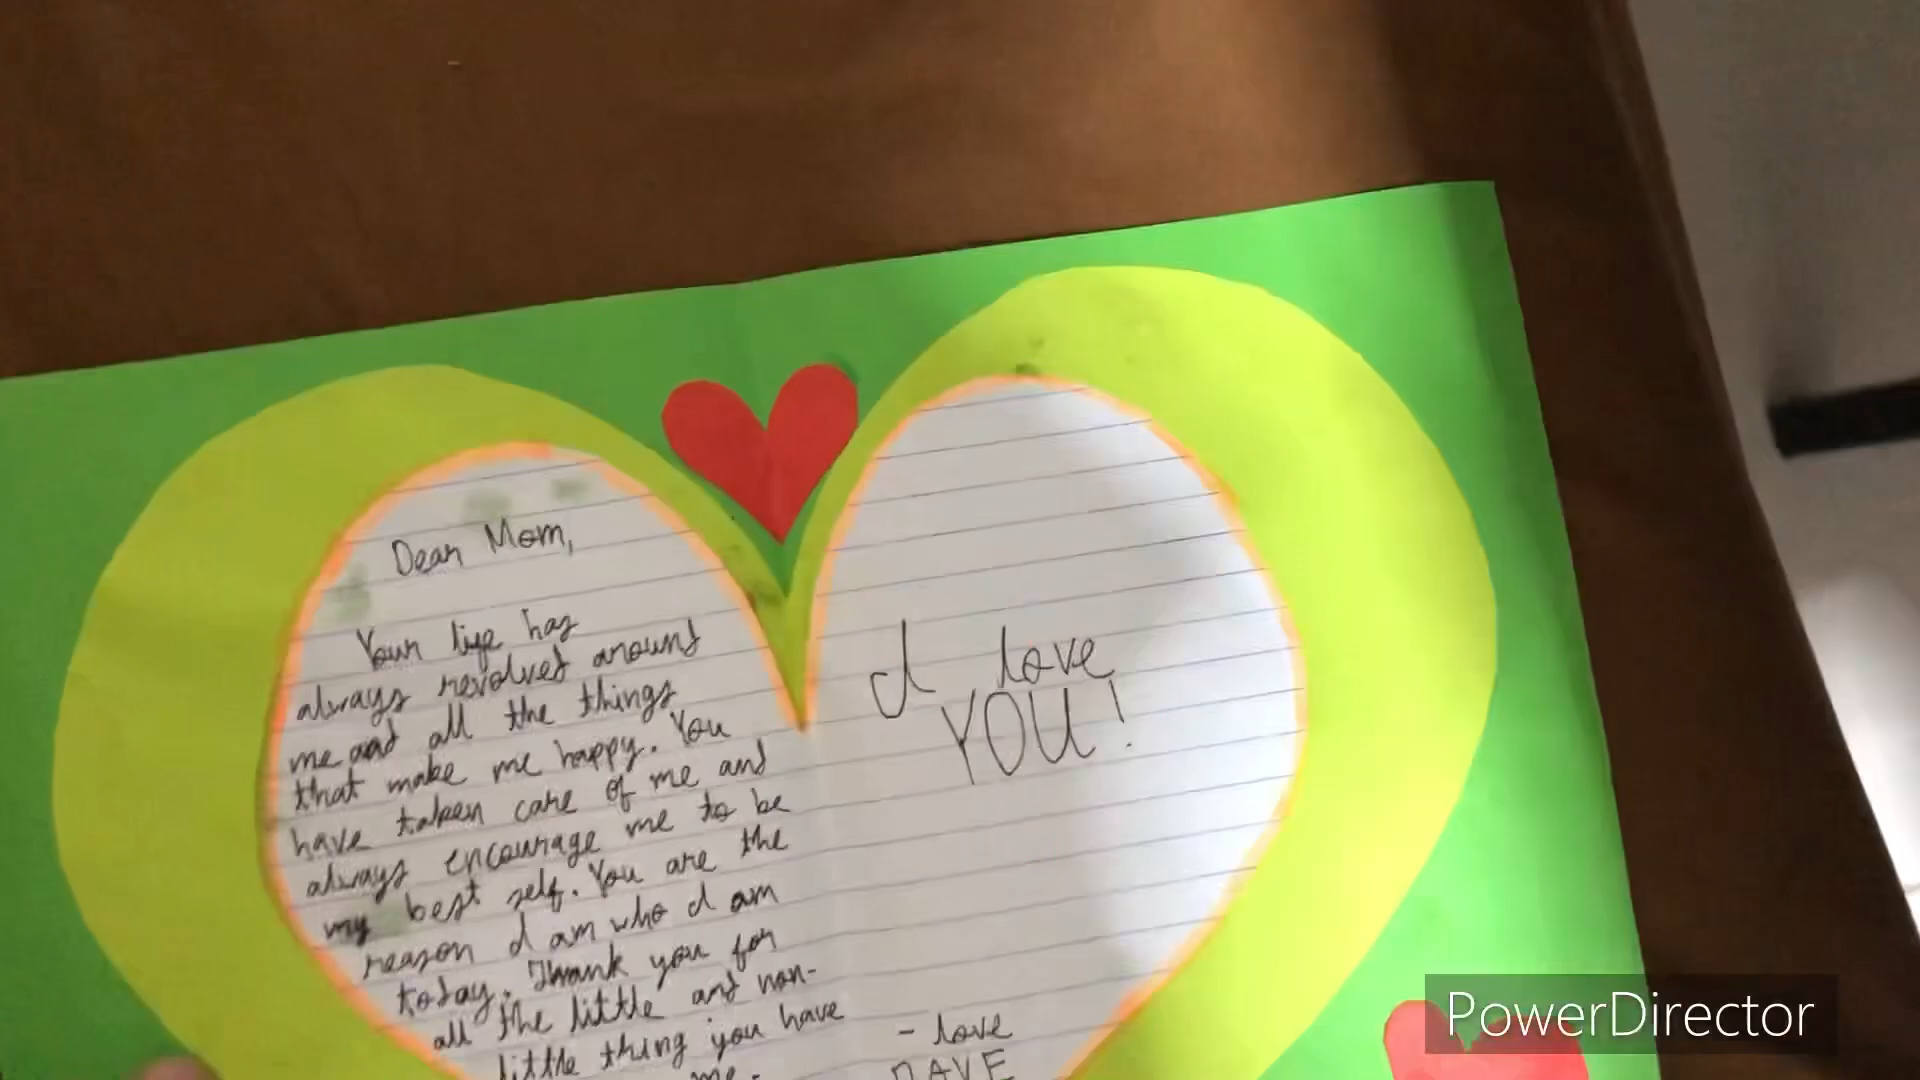 Dear Mom,
Your life has
always revolved around
me and all the things
that make me happy. You
have taken care of me and
always encourage me to be
my best self. You are the
reason I am who I am
today. Thank you for
all the little and non-
little thing you have
me.
I love
YOU!
- love
DAVE
PowerDirector